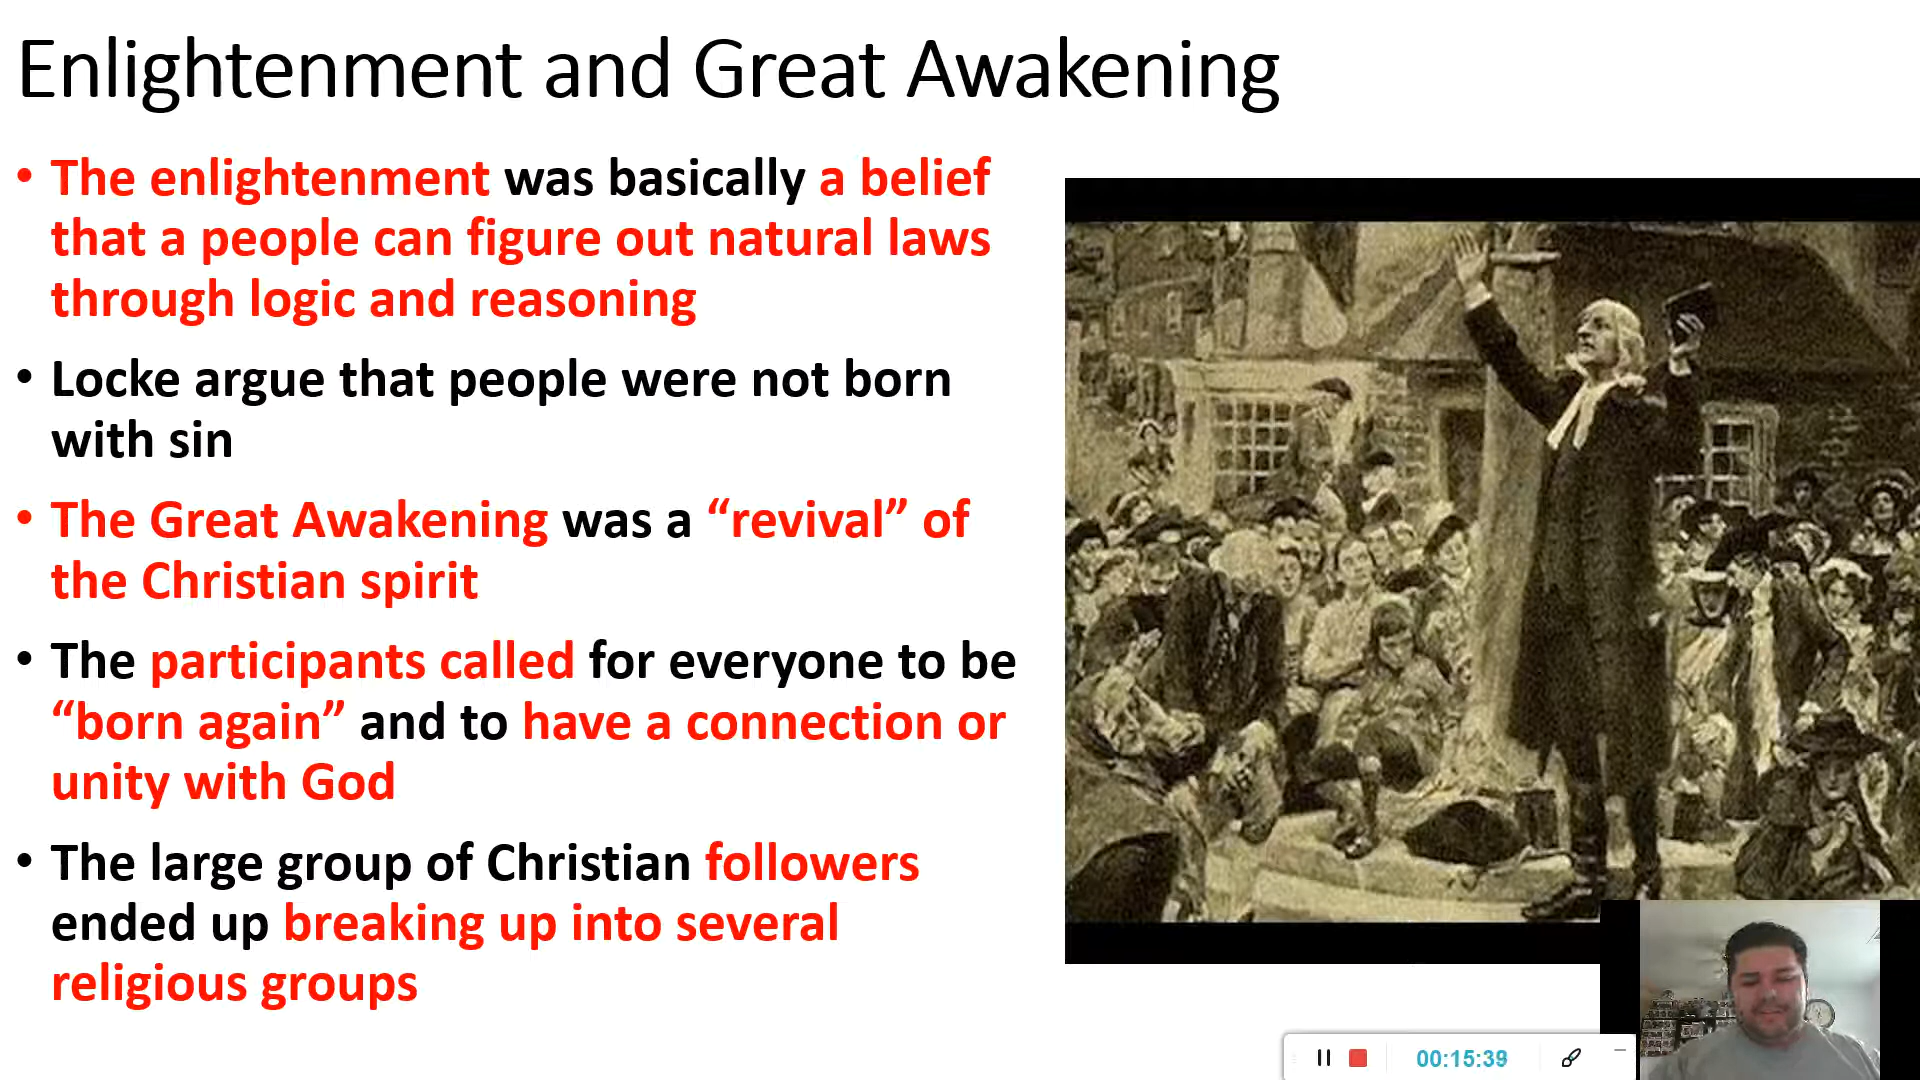 Enlightenment and Great Awakening
• The enlightenment was basically a belief
that a people can figure out natural laws
through logic and reasoning
• Locke argue that people were not born
with sin
• The Great Awakening was a “revival” of
the Christian spirit
• The participants called for everyone to be
“born again” and to have a connection or
unity with God
• The large group of Christian followers
ended up breaking up into several
religious groups
00:15:39